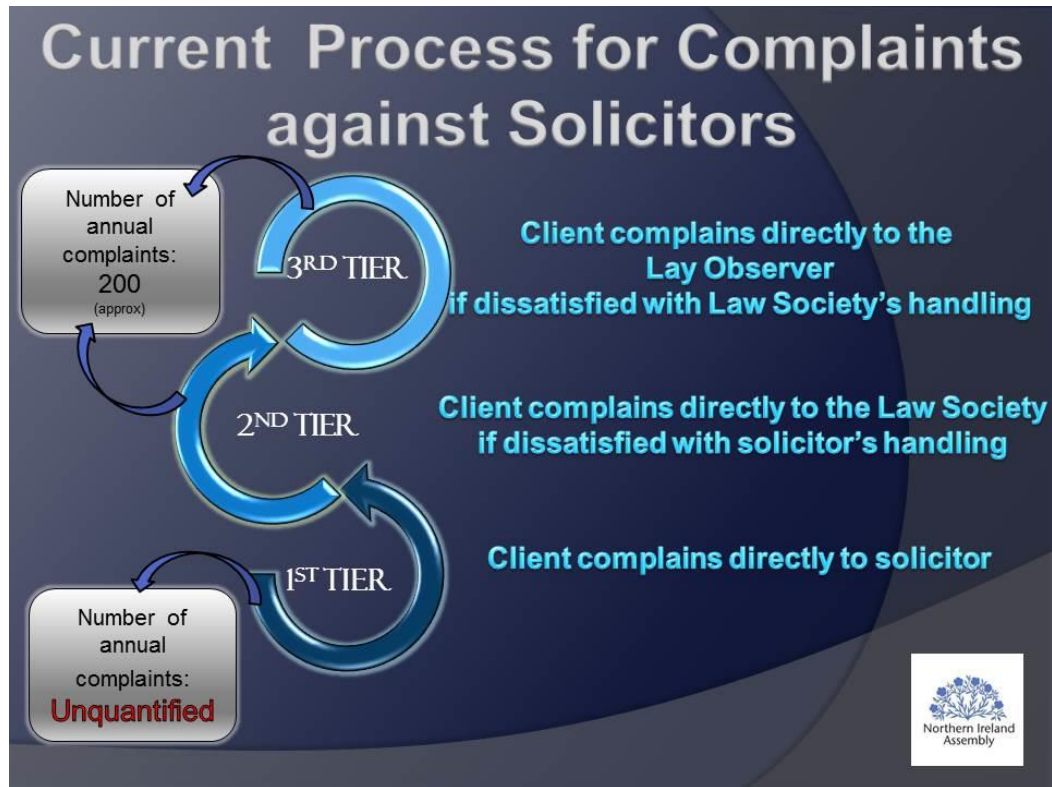 Current Process for Complaints
against Solicitors
Number of
annual
complaints:
200
(approx)
3RD TIER
Client complains directly to the
Lay Observer
if dissatisfied with Law Society's handling
2ND TIER
Client complains directly to the Law Society
if dissatisfied with solicitor's handling
1ST TIER
Client complains directly to solicitor
Number of
annual
complaints:
Unquantified
Northern Ireland
Assembly